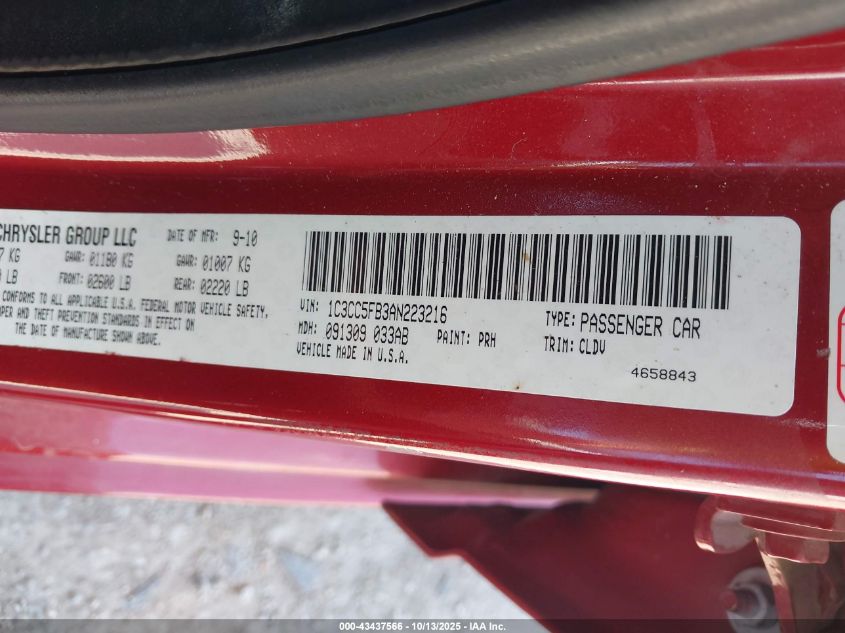 CHRYSLER GROUP LLC DATE OF MFR: 9-10
KG GAWR: 01180 KG GAWR: 01007 KG
LB FRONT: 02600 LB REAR: 02220 LB
CONFORMS TO ALL APPLICABLE U.S.A. FEDERAL MOTOR VEHICLE SAFETY,
AND THEFT PREVENTION STANDARDS IN EFFECT ON
THE DATE OF MANUFACTURE SHOWN ABOVE.
VIN: 1C3CC5FB3AN223216 TYPE: PASSENGER CAR
MDH: 091309 033AB PAINT: PRH TRIM: CLDV
VEHICLE MADE IN U.S.A.
4658843
000-43437566 - 10/13/2025 - IAA Inc.